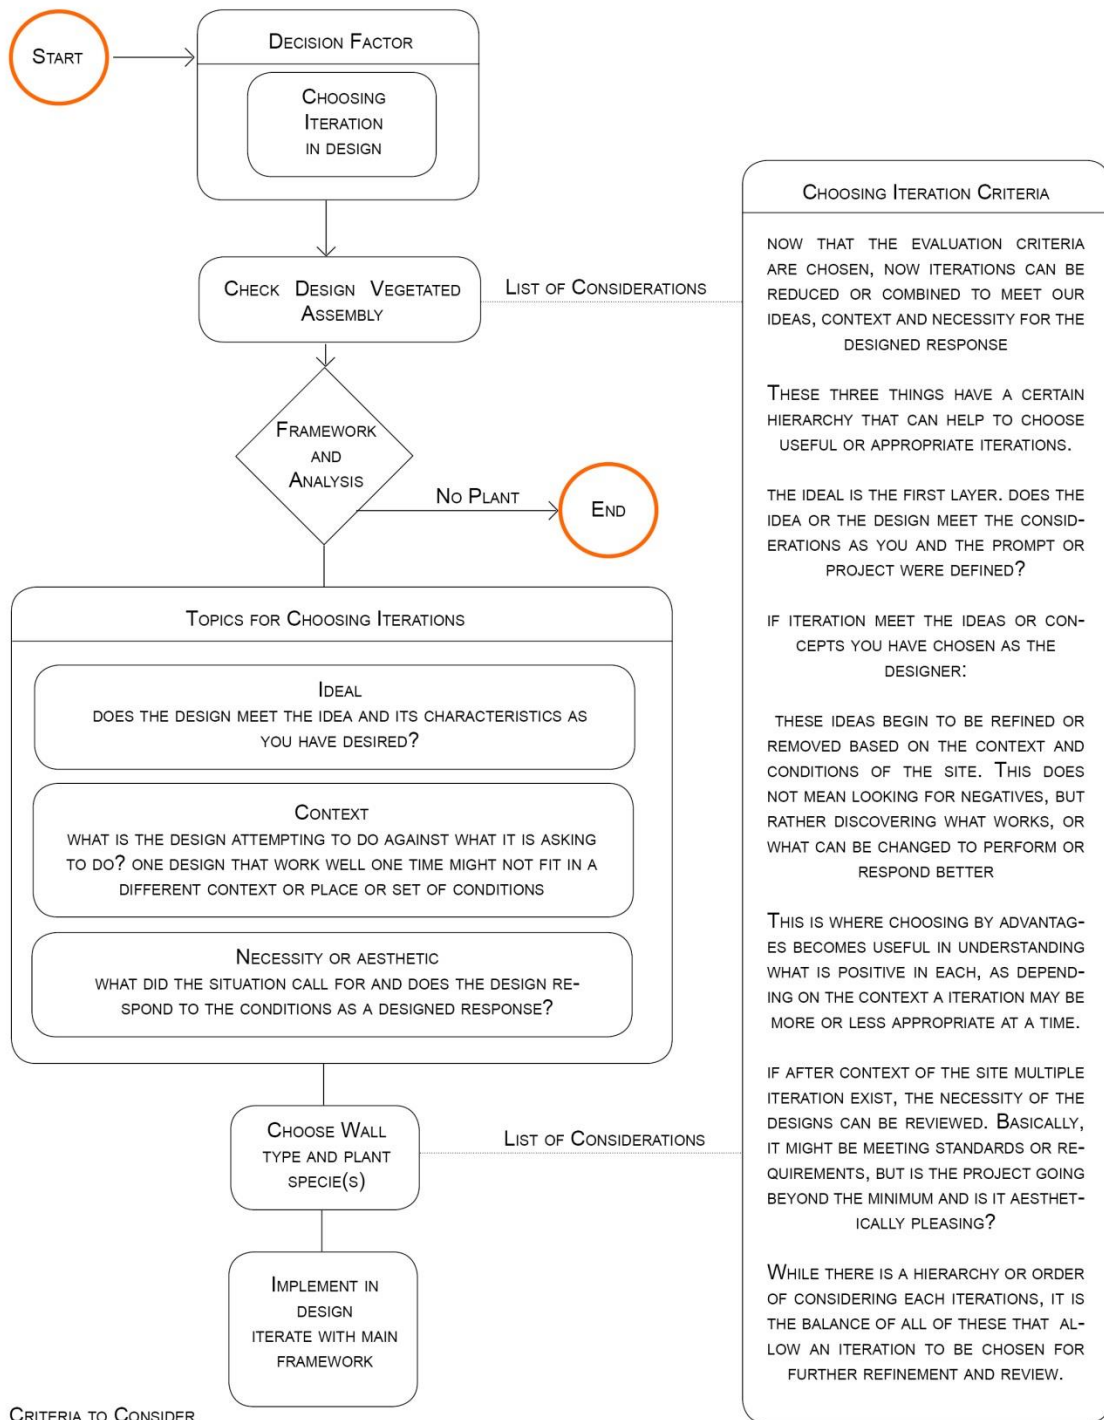 Start
Decision Factor
Choosing
Iteration
in design
Check Design Vegetated
Assembly
List of Considerations
Framework
and
Analysis
No Plant
End
Topics for Choosing Iterations
Ideal
does the design meet the idea and its characteristics as
you have desired?
Context
what is the design attempting to do against what it is asking
to do? one design that work well one time might not fit in a
different context or place or set of conditions
Necessity or aesthetic
what did the situation call for and does the design re-
spond to the conditions as a designed response?
Choose Wall
type and plant
specie(s)
List of Considerations
Implement in
design
iterate with main
framework
Choosing Iteration Criteria
now that the evaluation criteria
are chosen, now iterations can be
reduced or combined to meet our
ideas, context and necessity for the
designed response
These three things have a certain
hierarchy that can help to choose
useful or appropriate iterations.
the ideal is the first layer. does the
idea or the design meet the consid-
erations as you and the prompt or
project were defined?
if iteration meet the ideas or con-
cepts you have chosen as the
designer:
these ideas begin to be refined or
removed based on the context and
conditions of the site. This does
not mean looking for negatives, but
rather discovering what works, or
what can be changed to perform or
respond better
This is where choosing by advantag-
es becomes useful in understanding
what is positive in each, as depend-
ing on the context a iteration may be
more or less appropriate at a time.
if after context of the site multiple
iteration exist, the necessity of the
designs can be reviewed. Basically,
it might be meeting standards or re-
quirements, but is the project going
beyond the minimum and is it aesthet-
ically pleasing?
While there is a hierarchy or order
of considering each iterations, it is
the balance of all of these that al-
low an iteration to be chosen for
further refinement and review.
Criteria to Consider